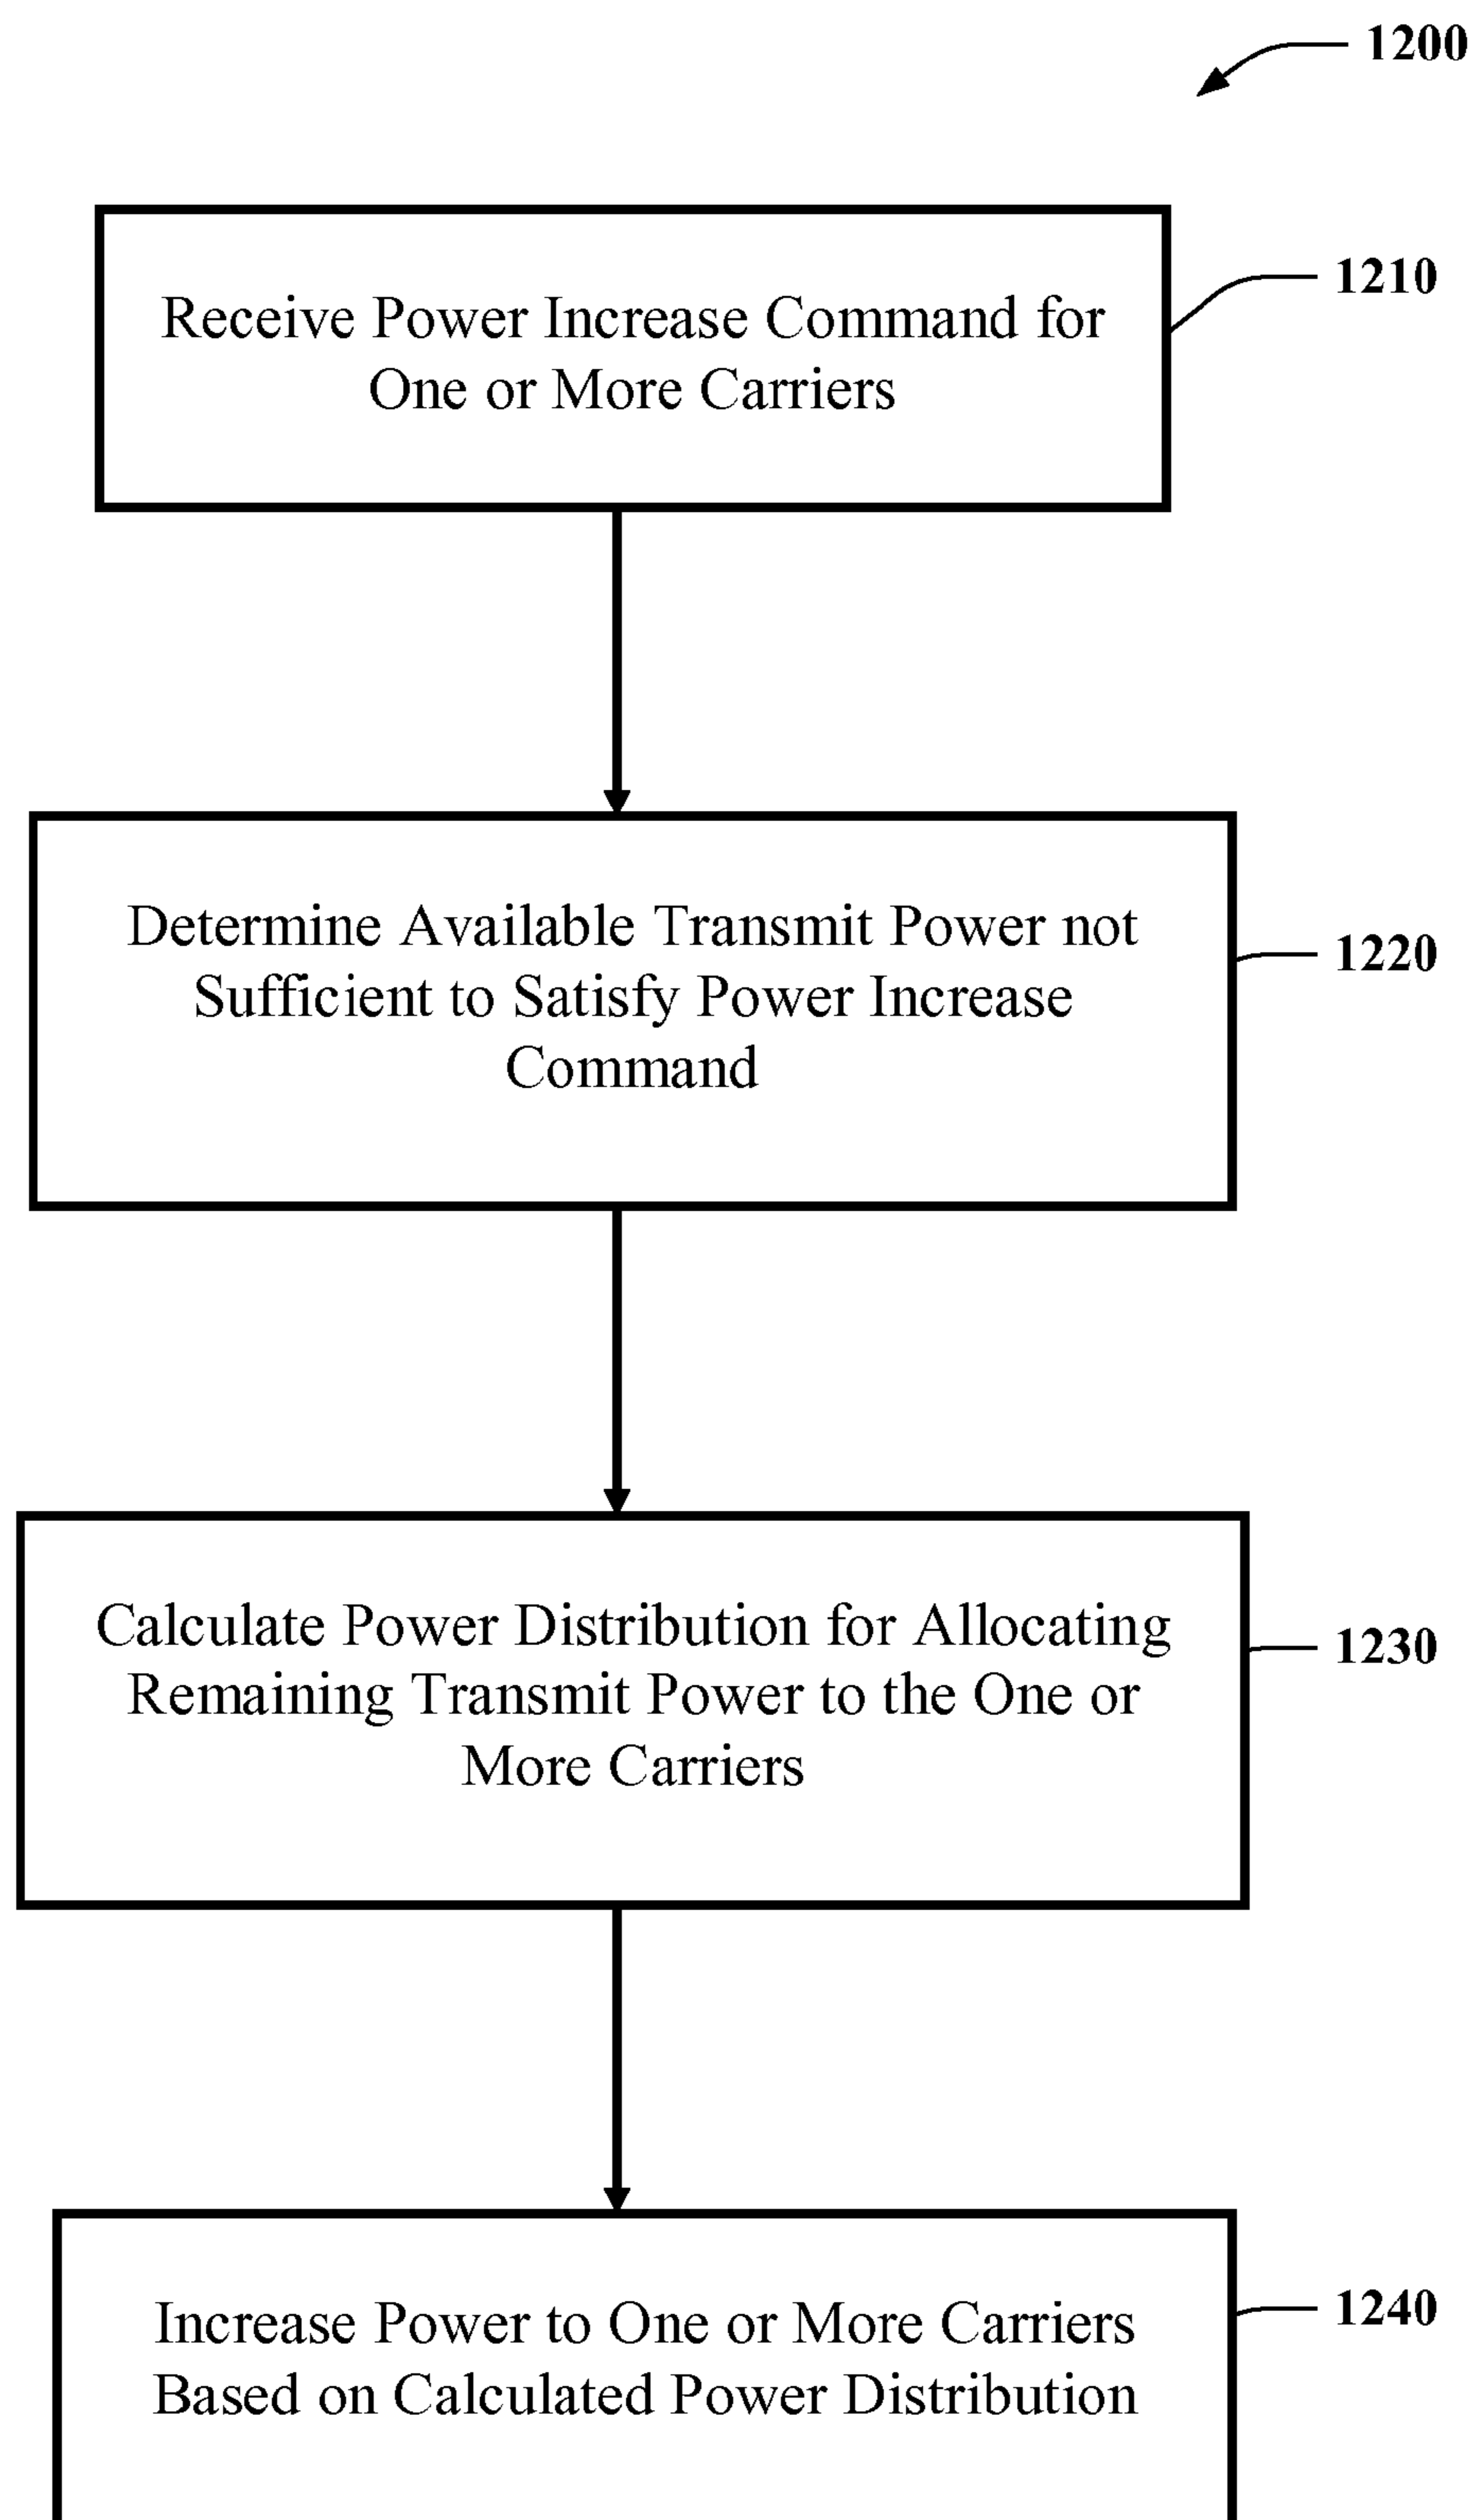 1200
Receive Power Increase Command for
One or More Carriers
1210
Determine Available Transmit Power not
Sufficient to Satisfy Power Increase
Command
1220
Calculate Power Distribution for Allocating
Remaining Transmit Power to the One or
More Carriers
1230
Increase Power to One or More Carriers
Based on Calculated Power Distribution
1240